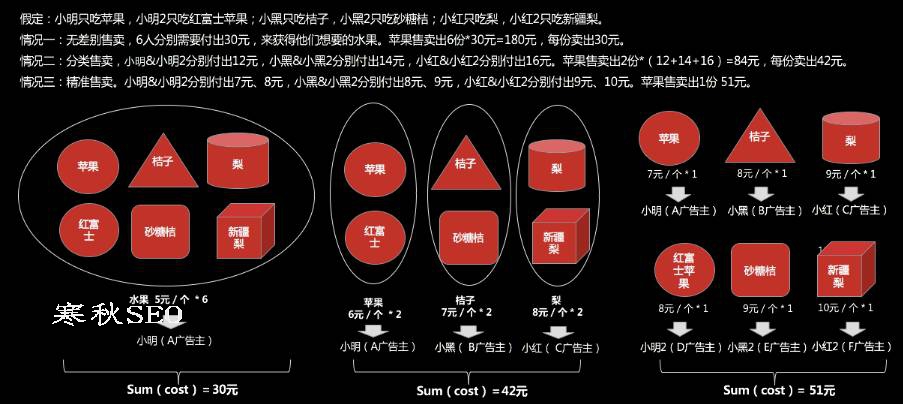 假定：小明只吃苹果，小明2只吃红富士苹果；小黑只吃桔子，小黑2只吃砂糖桔；小红只吃梨，小红2只吃新疆梨。
情况一：无差别售卖，6人分别需要付出30元，来获得他们想要的水果。苹果售卖出6份*30元=180元，每份卖出30元。
情况二：分类售卖，小明&小明2分别付出12元，小黑&小黑2分别付出14元，小红&小红2分别付出16元。苹果售卖出2份*（12+14+16）=84元，每份卖出42元。
情况三：精准售卖。小明&小明2分别付出7元、8元，小黑&小黑2分别付出8元、9元，小红&小红2分别付出9元、10元。苹果售卖出1份 51元。
苹果
桔子
梨
红富
士
砂糖桔
新疆
梨
水果 5元 / 个 * 6
寒秋SEO
小明（A广告主）
Sum（cost）= 30元
苹果
桔子
梨
红富
士
砂糖桔
新疆
梨
苹果
6元 / 个 * 2
桔子
7元 / 个 * 2
梨
8元 / 个 * 2
小明（A广告主）
小黑（ B广告主）
小红（ C广告主）
Sum（cost）= 42元
苹果
桔子
梨
7元 / 个 * 1
8元 / 个 * 1
9元 / 个 * 1
小明（A广告主）
小黑（B广告主）
小红（C广告主）
红富
士苹
果
砂糖桔
新疆
梨
8元 / 个 * 1
9元 / 个 * 1
10元 / 个 * 1
小明2（D广告主）
小黑2（E广告主）
小红2（F广告主）
Sum（cost）= 51元